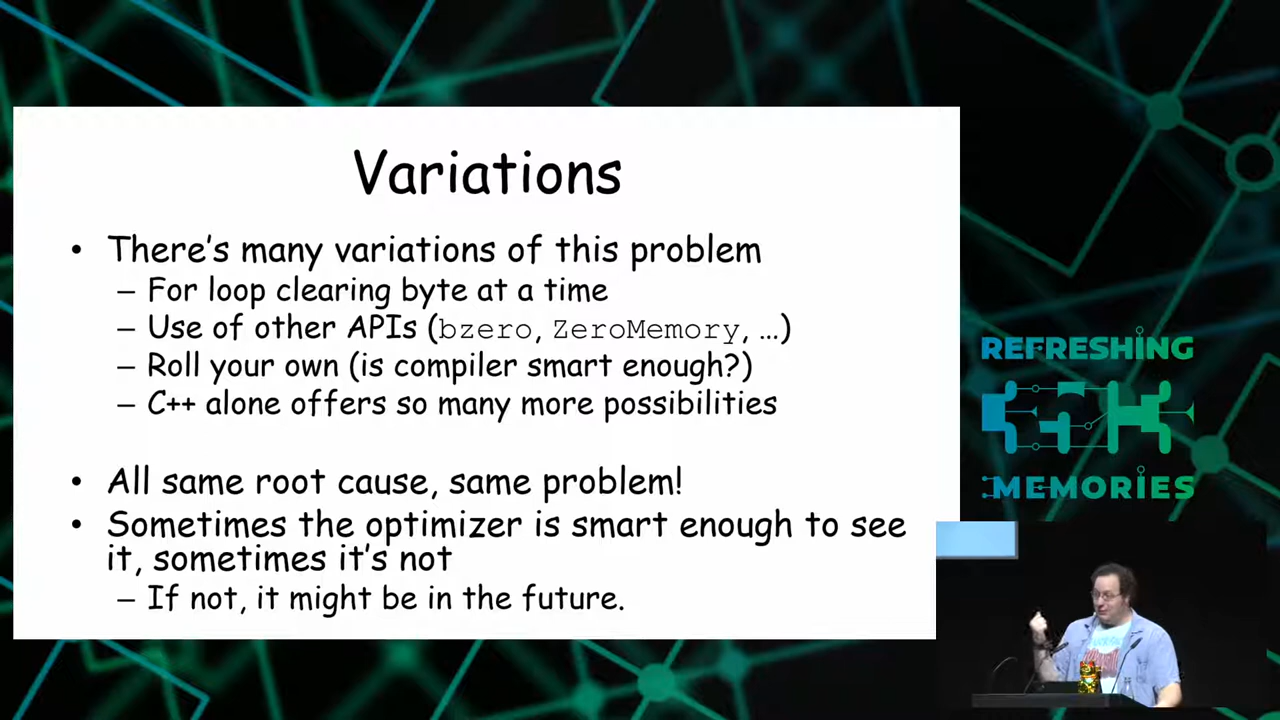 Variations
• There's many variations of this problem
– For loop clearing byte at a time
– Use of other APIs (bzero, ZeroMemory, …)
– Roll your own (is compiler smart enough?)
– C++ alone offers so many more possibilities
• All same root cause, same problem!
• Sometimes the optimizer is smart enough to see
it, sometimes it's not
– If not, it might be in the future.
REFRESHING
MEMORIES